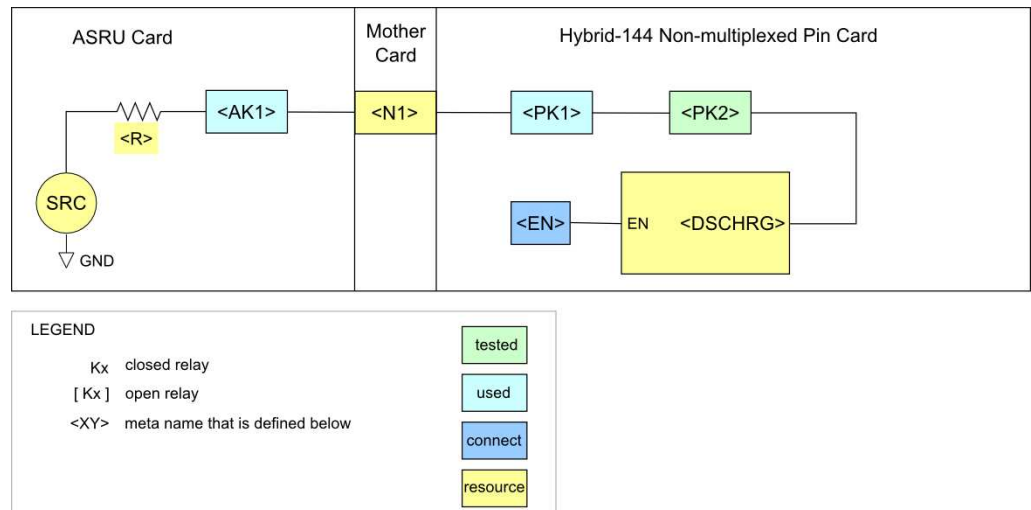 ASRU Card
Mother
Card
Hybrid-144 Non-multiplexed Pin Card
<R>
<AK1>
<N1>
<PK1>
<PK2>
SRC
GND
<EN>
EN
<DSCHRG>
LEGEND
Kx closed relay
[ Kx ] open relay
<XY> meta name that is defined below
tested
used
connect
resource